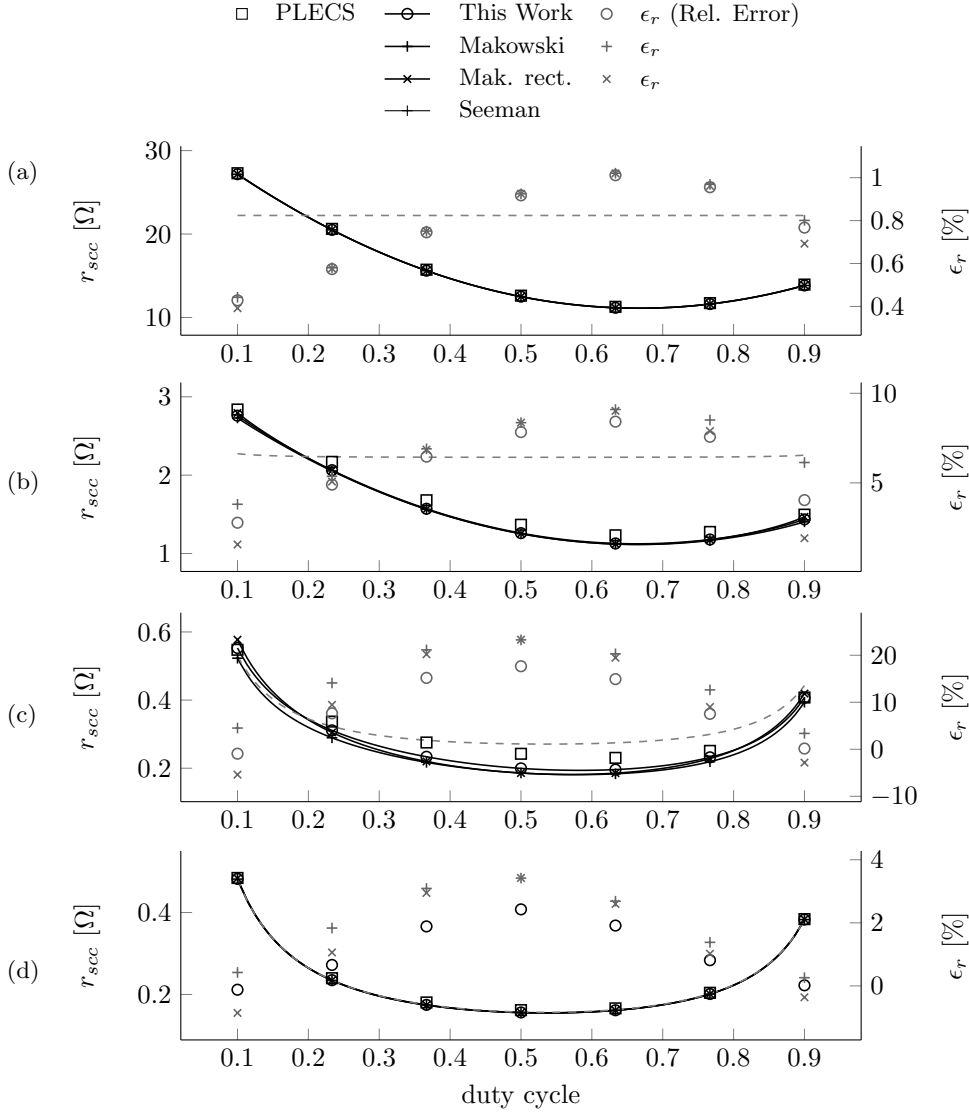 PLECS This Work ϵr (Rel. Error)
Makowski ϵr
Mak. rect. ϵr
Seeman
(a)
rscc [Ω]
30
20
10
1
0.8
0.6
0.4
ϵr [%]
0.1 0.2 0.3 0.4 0.5 0.6 0.7 0.8 0.9
(b)
rscc [Ω]
3
2
1
10
5
ϵr [%]
0.1 0.2 0.3 0.4 0.5 0.6 0.7 0.8 0.9
(c)
rscc [Ω]
0.6
0.4
0.2
20
10
0
−10
ϵr [%]
0.1 0.2 0.3 0.4 0.5 0.6 0.7 0.8 0.9
(d)
rscc [Ω]
0.4
0.2
4
2
0
ϵr [%]
0.1 0.2 0.3 0.4 0.5 0.6 0.7 0.8 0.9
duty cycle